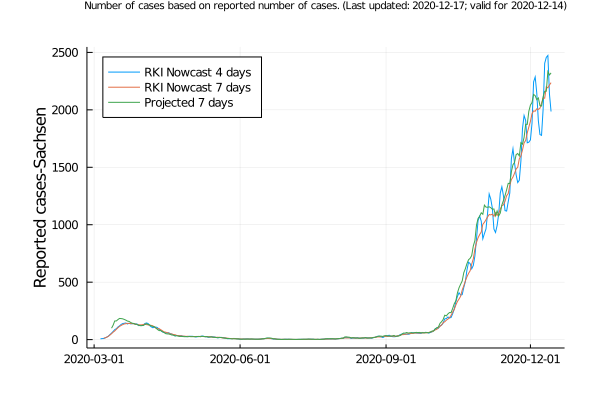 Number of cases based on reported number of cases. (Last updated: 2020-12-17; valid for 2020-12-14)
2500
2000
1500
1000
500
0
Reported cases-Sachsen
RKI Nowcast 4 days
RKI Nowcast 7 days
Projected 7 days
2020-03-01 2020-06-01 2020-09-01 2020-12-01